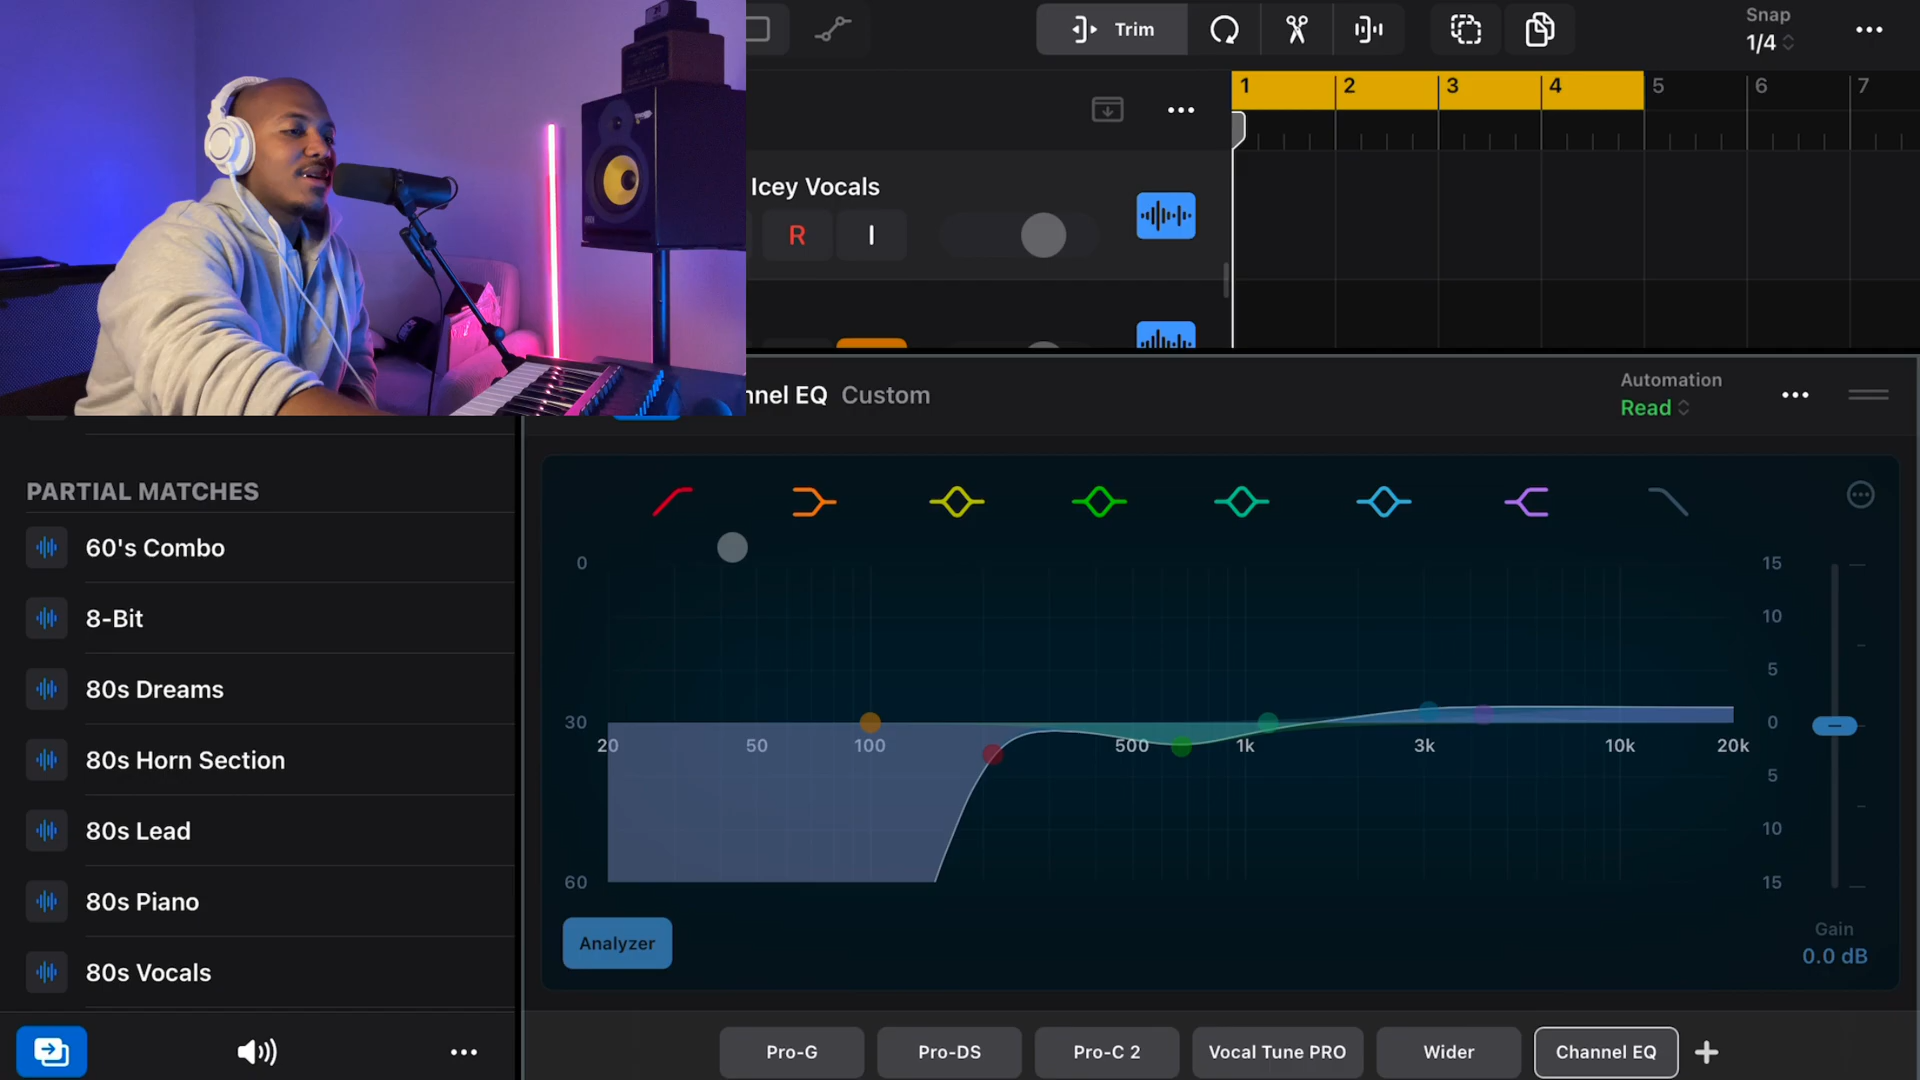 Trim
Snap
1/4
1 2 3 4 5 6 7
Icey Vocals
R I
nnel EQ Custom
Automation
Read
PARTIAL MATCHES
60's Combo
8-Bit
80s Dreams
80s Horn Section
80s Lead
80s Piano
80s Vocals
0 15
10
5
30 0
20 50 100 500 1k 3k 10k 20k
5
10
60 15
Analyzer
Gain
0.0 dB
Pro-G Pro-DS Pro-C 2 Vocal Tune PRO Wider Channel EQ